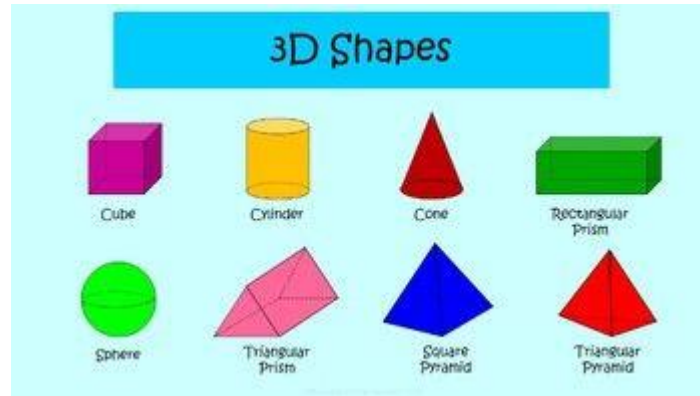 3D Shapes
Cube
Cylinder
Cone
Rectangular
Prism
Sphere
Triangular
Prism
Square
Pyramid
Triangular
Pyramid